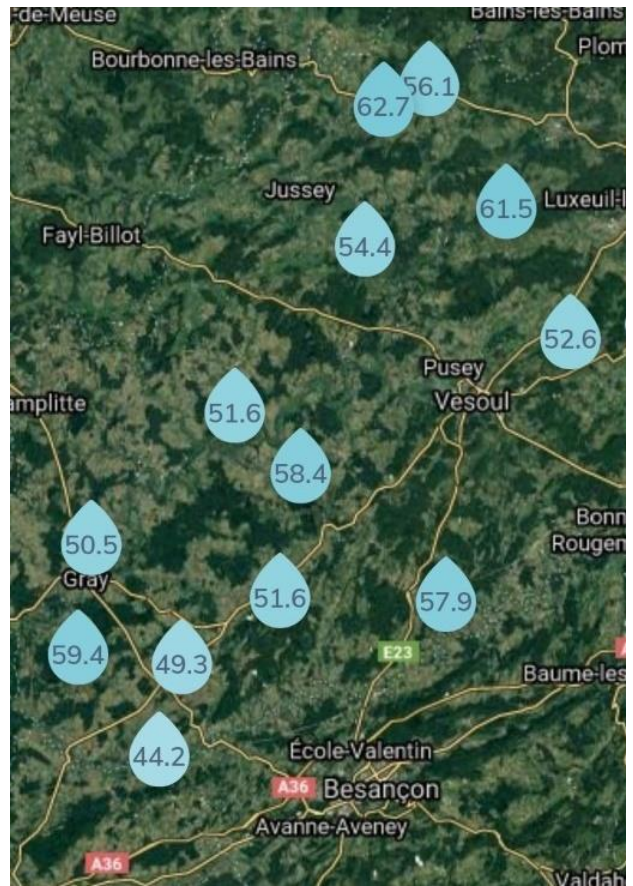 -de-Meuse
Bains-les-Bains
Plom
Bourbonne-les-Bains
56.1
62.7
Jussey
61.5
Luxeuil-l
Fayl-Billot
54.4
52.6
Pusey
amplitte
Vesoul
51.6
58.4
Bonn
Rougem
50.5
Gray
51.6
57.9
59.4
49.3
E23
Baume-les-
44.2
École-Valentin
A36
Besançon
Avanne-Aveney
A36
Valdah